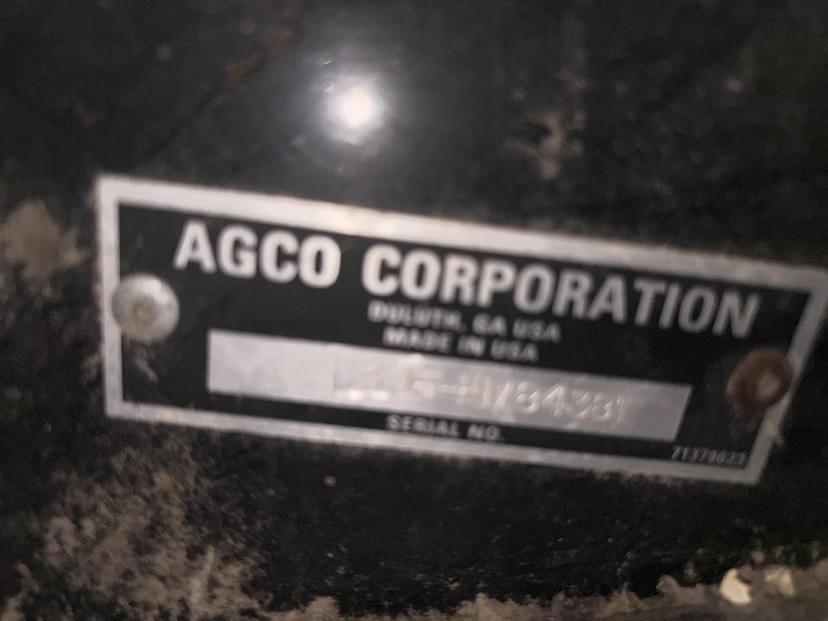 AGCO CORPORATION
DULUTH, GA USA
MADE IN USA
SERIAL NO.